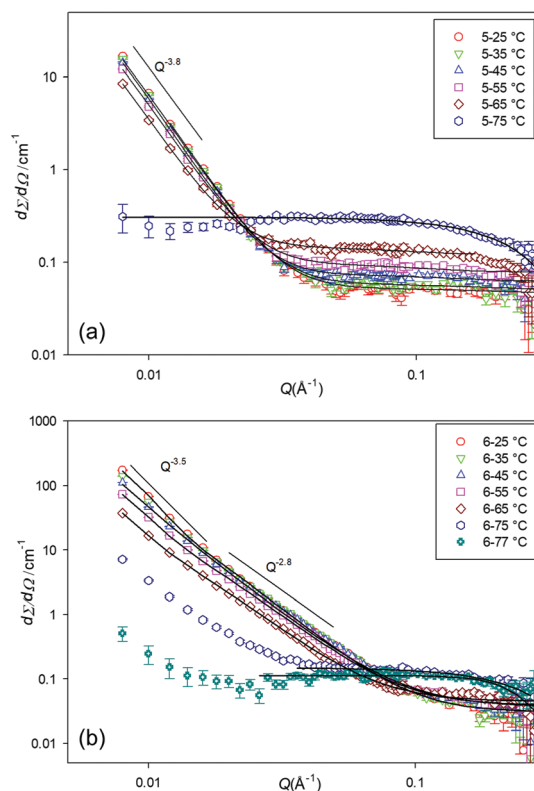 (a)
Q-3.8
5-25 °C
5-35 °C
5-45 °C
5-55 °C
5-65 °C
5-75 °C
10
1
0.1
0.01
dΣ/dΩ /cm-1
0.01
0.1
Q(Å-1)
(b)
Q-3.5
Q-2.8
6-25 °C
6-35 °C
6-45 °C
6-55 °C
6-65 °C
6-75 °C
6-77 °C
1000
100
10
1
0.1
0.01
dΣ/dΩ /cm-1
0.01
0.1
Q(Å-1)